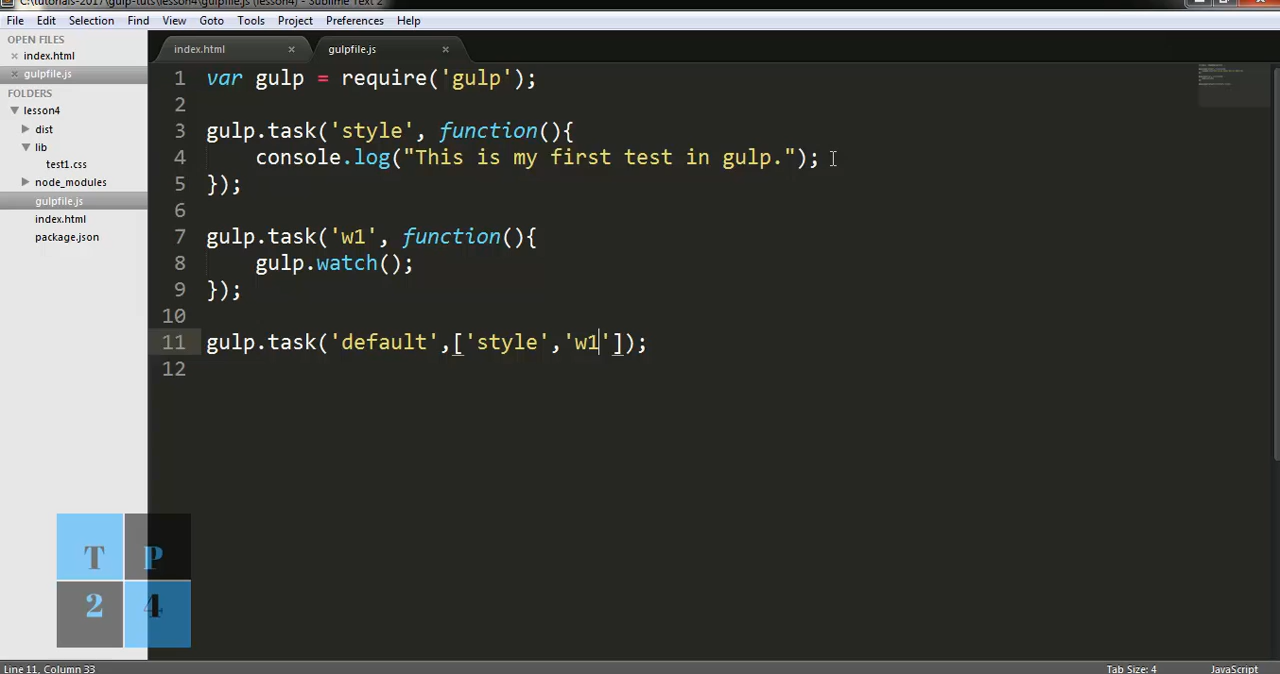 C:\tutorials-2017\gulp-tuts\lesson4\gulpfile.js (lesson4) - Sublime Text 2
File Edit Selection View Goto Tools Project Preferences Help
OPEN FILES
index.html
gulpfile.js
FOLDERS
lesson4
dist
lib
test1.css
node_modules
gulpfile.js
index.html
package.json
index.html
gulpfile.js
1 var gulp = require('gulp');
2
3 gulp.task('style', function(){
4 console.log("This is my first test in gulp.");
5 });
6
7 gulp.task('w1', function(){
8 gulp.watch();
9 });
10
11 gulp.task('default',['style','w1']);
12
T P
2 4
Line 11, Column 33
Tab Size: 4
JavaScript